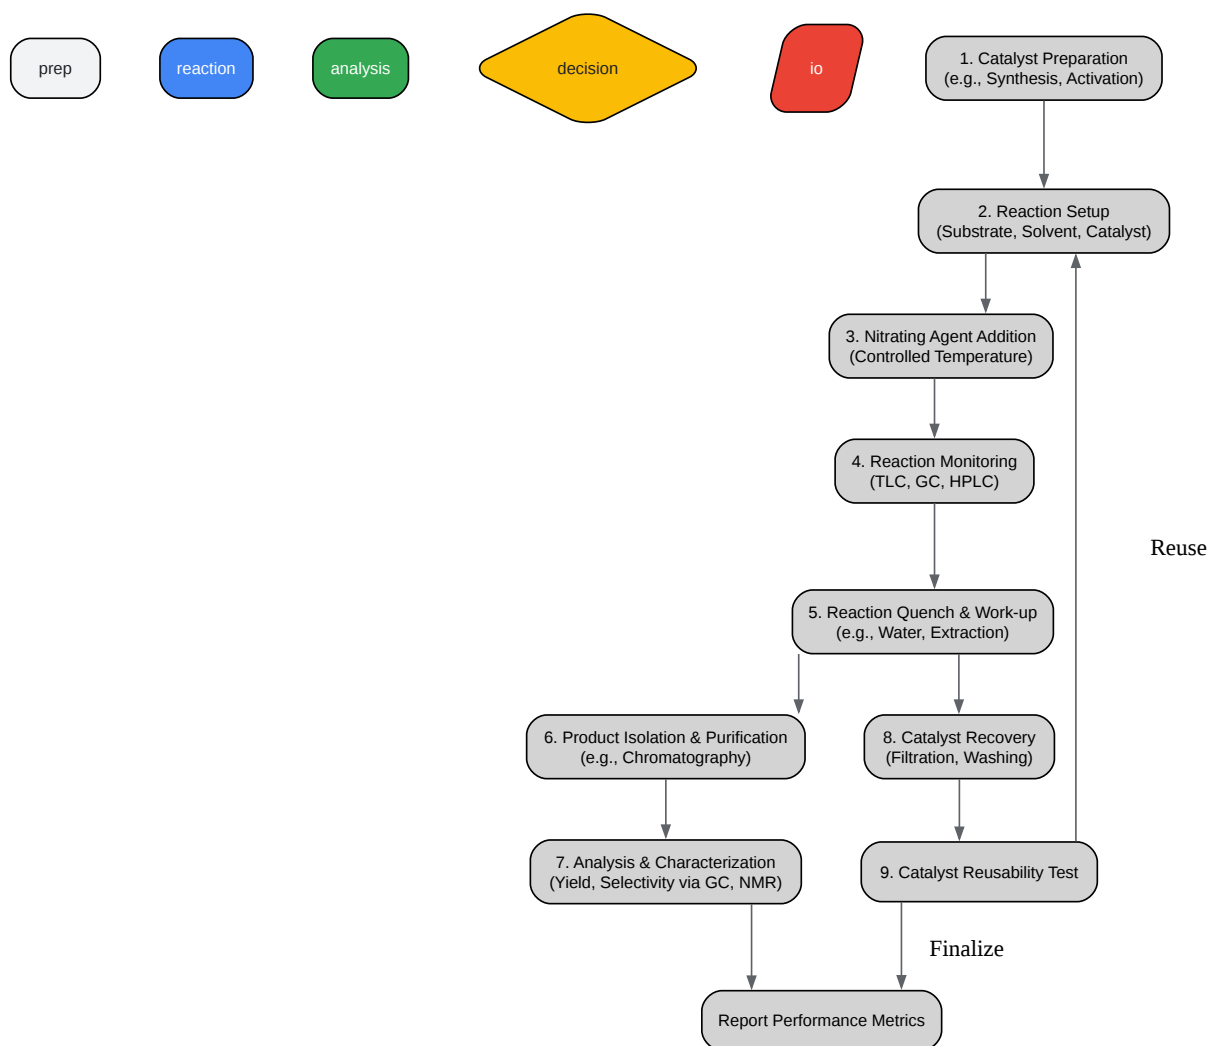 prep
reaction
analysis
decision
io
1. Catalyst Preparation
(e.g., Synthesis, Activation)
2. Reaction Setup
(Substrate, Solvent, Catalyst)
3. Nitrating Agent Addition
(Controlled Temperature)
4. Reaction Monitoring
(TLC, GC, HPLC)
Reuse
5. Reaction Quench & Work-up
(e.g., Water, Extraction)
6. Product Isolation & Purification
(e.g., Chromatography)
8. Catalyst Recovery
(Filtration, Washing)
7. Analysis & Characterization
(Yield, Selectivity via GC, NMR)
9. Catalyst Reusability Test
Finalize
Report Performance Metrics